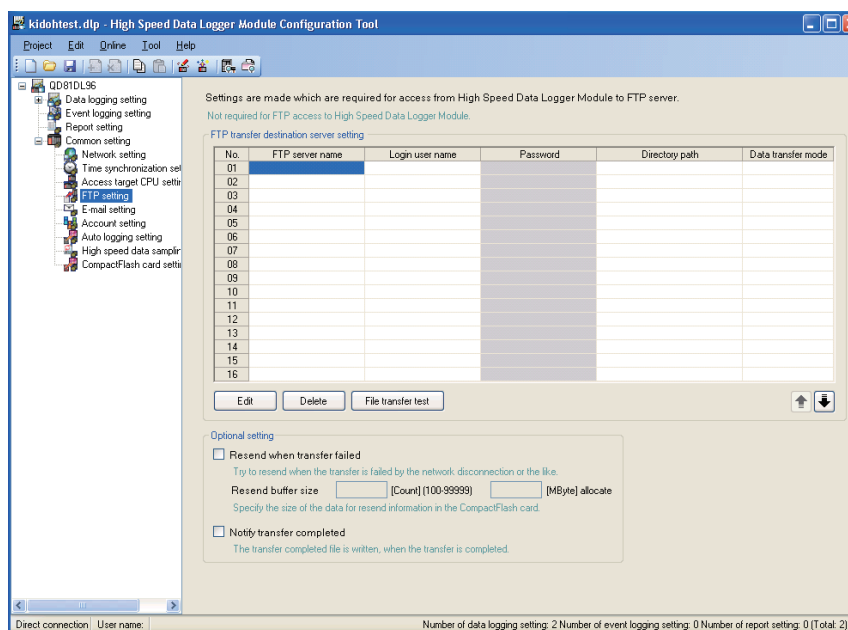 kidohtest.dlp - High Speed Data Logger Module Configuration Tool
Project Edit Online Tool Help
QD81DL96
Data logging setting
Event logging setting
Report setting
Common setting
Network setting
Time synchronization set
Access target CPU settin
FTP setting
E-mail setting
Account setting
Auto logging setting
High speed data samplin
CompactFlash card settin
Settings are made which are required for access from High Speed Data Logger Module to FTP server.
Not required for FTP access to High Speed Data Logger Module.
FTP transfer destination server setting
No. FTP server name Login user name Password Directory path Data transfer mode
01
02
03
04
05
06
07
08
09
10
11
12
13
14
15
16
Edit Delete File transfer test
Optional setting
Resend when transfer failed
Try to resend when the transfer is failed by the network disconnection or the like.
Resend buffer size [Count] (100-99999) [MByte] allocate
Specify the size of the data for resend information in the CompactFlash card.
Notify transfer completed
The transfer completed file is written, when the transfer is completed.
Direct connection User name: Number of data logging setting: 2 Number of event logging setting: 0 Number of report setting: 0 (Total: 2)